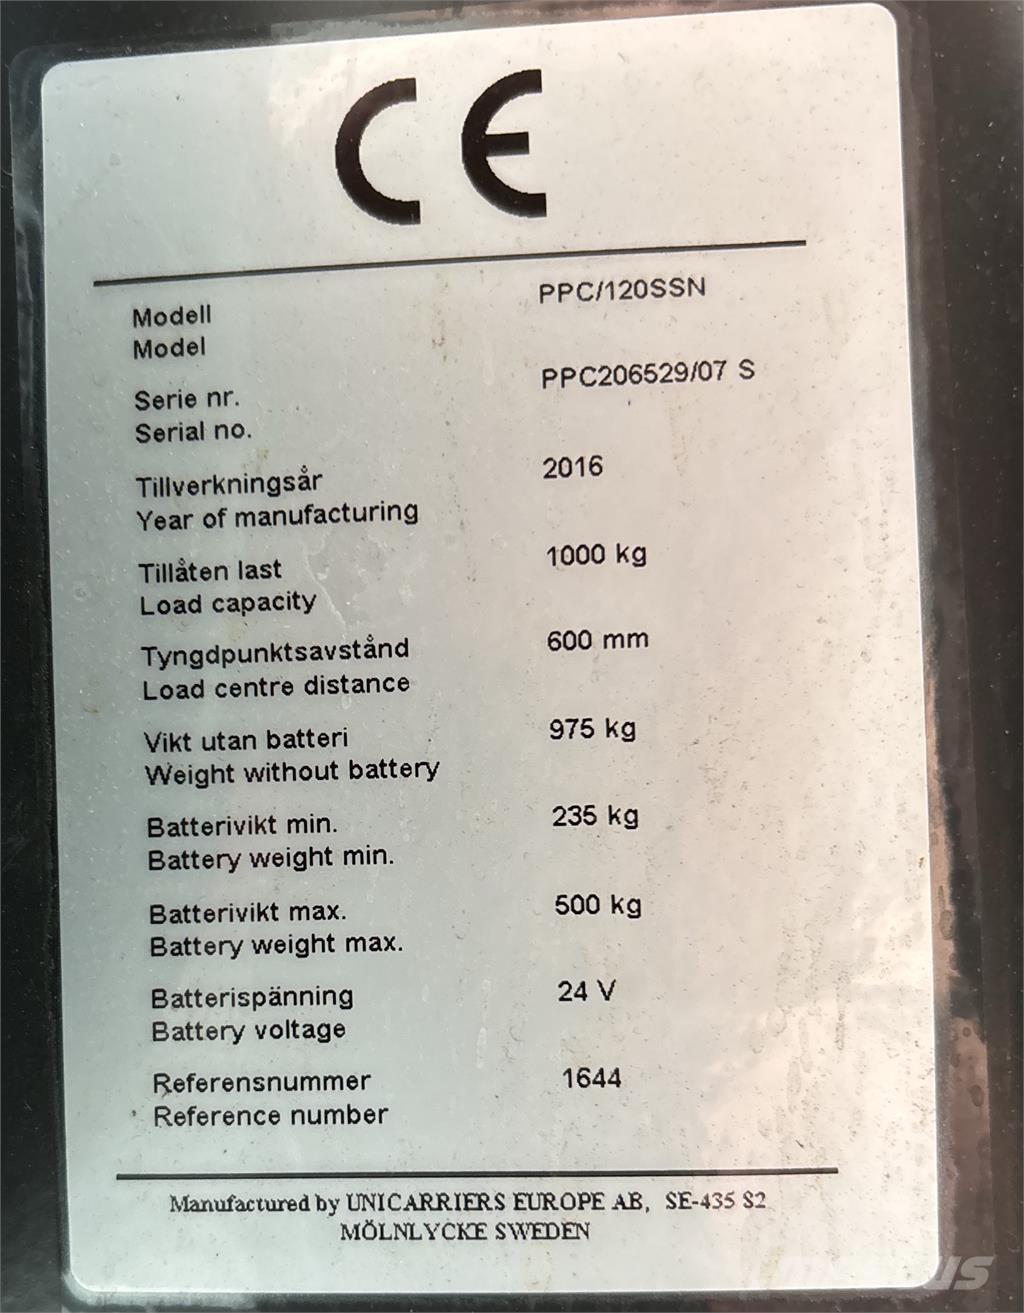 CE
Modell PPC/120SSN
Model
Serie nr. PPC206529/07 S
Serial no.
Tillverkningsår 2016
Year of manufacturing
Tillåten last 1000 kg
Load capacity
Tyngdpunktsavstånd 600 mm
Load centre distance
Vikt utan batteri 975 kg
Weight without battery
Batterivikt min. 235 kg
Battery weight min.
Batterivikt max. 500 kg
Battery weight max.
Batterispänning 24 V
Battery voltage
Referensnummer 1644
Reference number
Manufactured by UNICARRIERS EUROPE AB, SE-435 82
MÖLNLYCKE SWEDEN